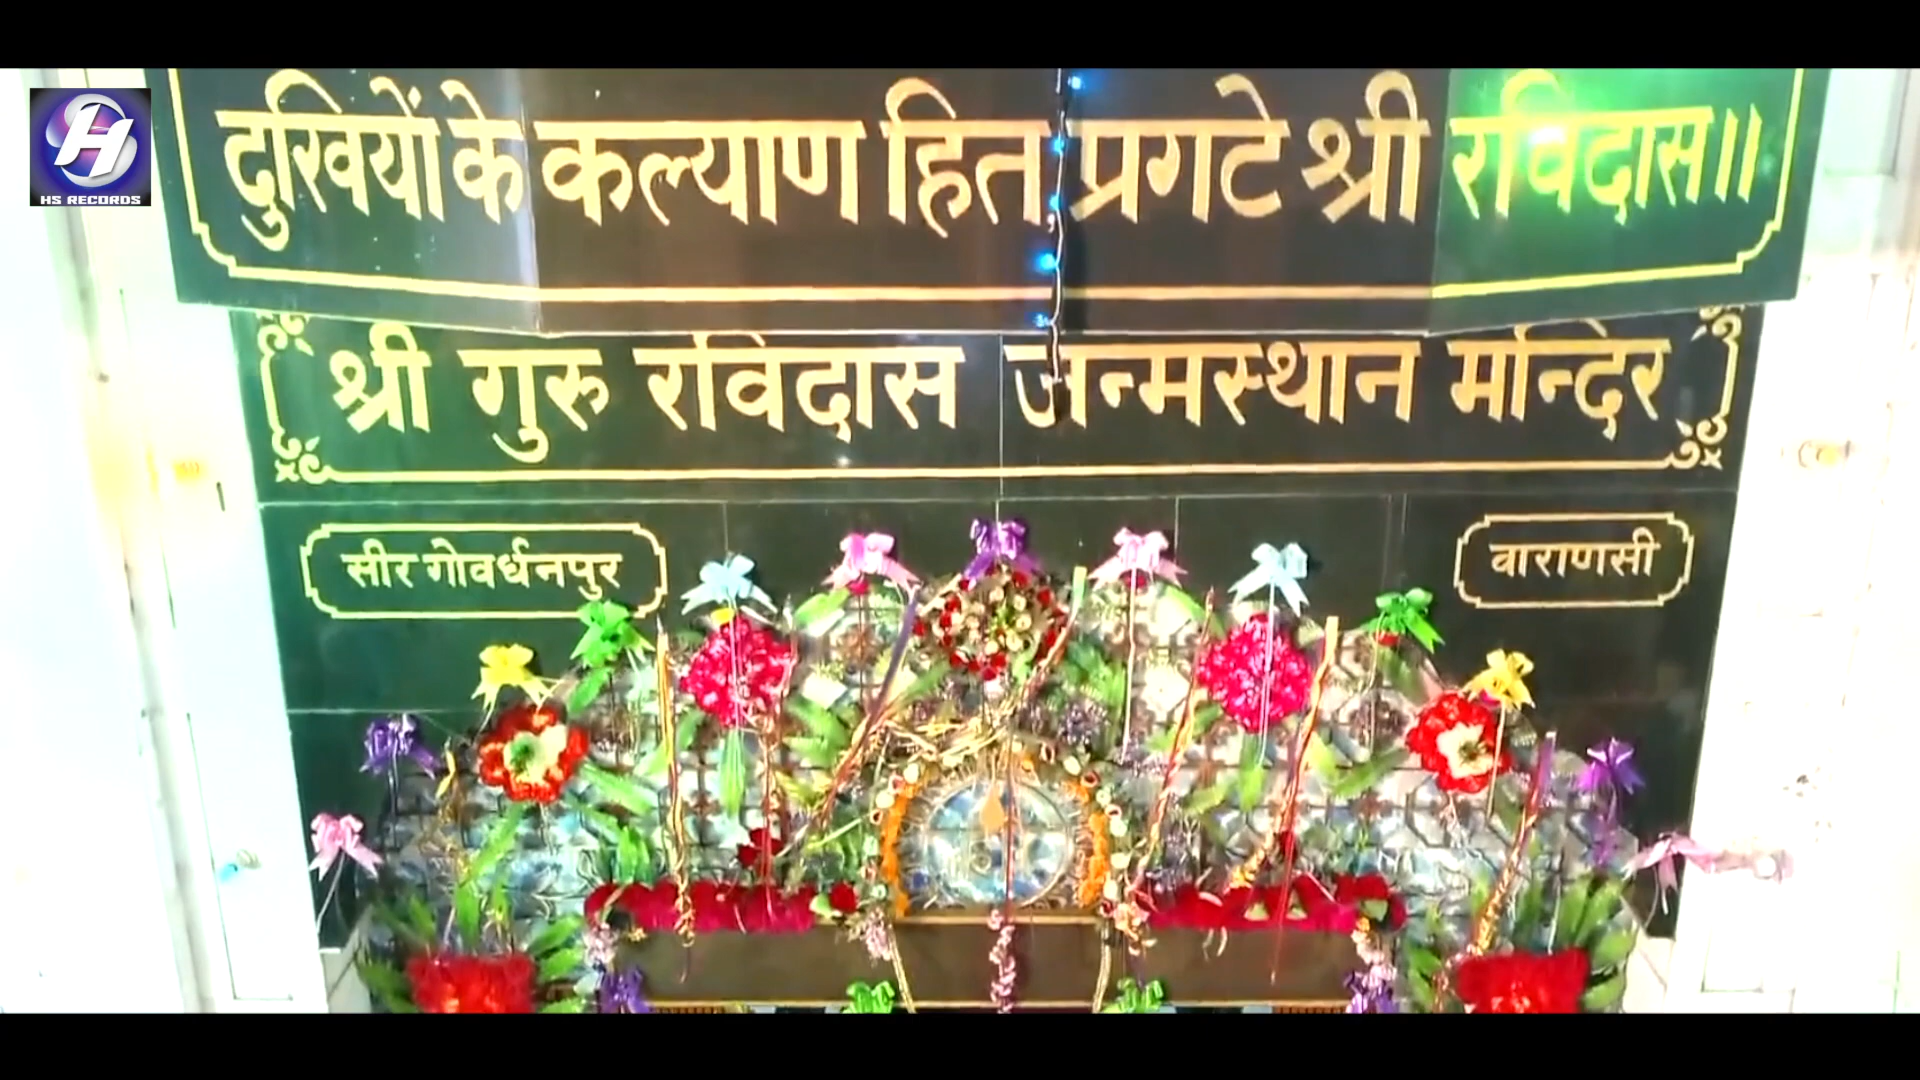 HS RECORDS
दुखियों के कल्याण हित प्रगटे श्री रविदास॥
श्री गुरु रविदास जन्मस्थान मन्दिर
सीर गोवर्धनपुर
वाराणसी